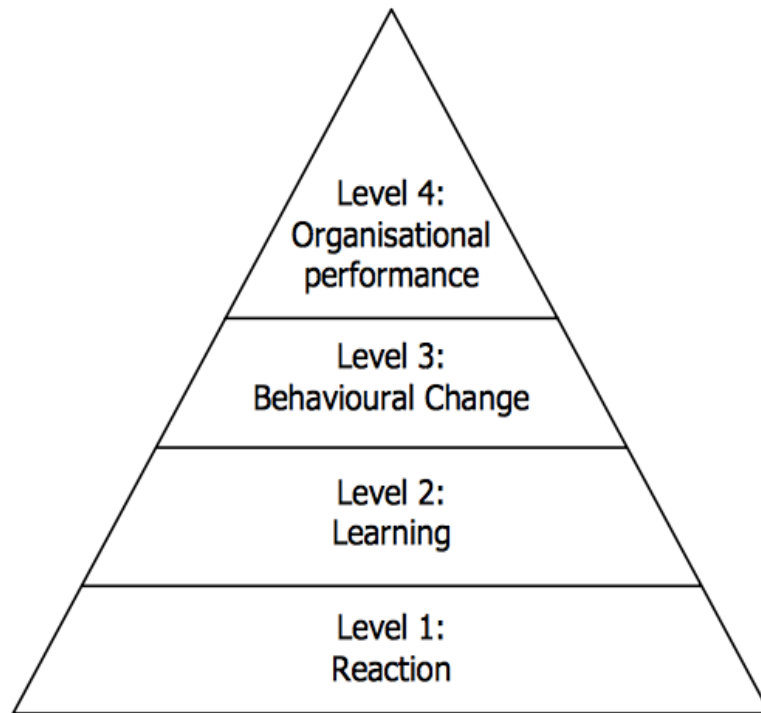 Level 4:
Organisational
performance
Level 3:
Behavioural Change
Level 2:
Learning
Level 1:
Reaction